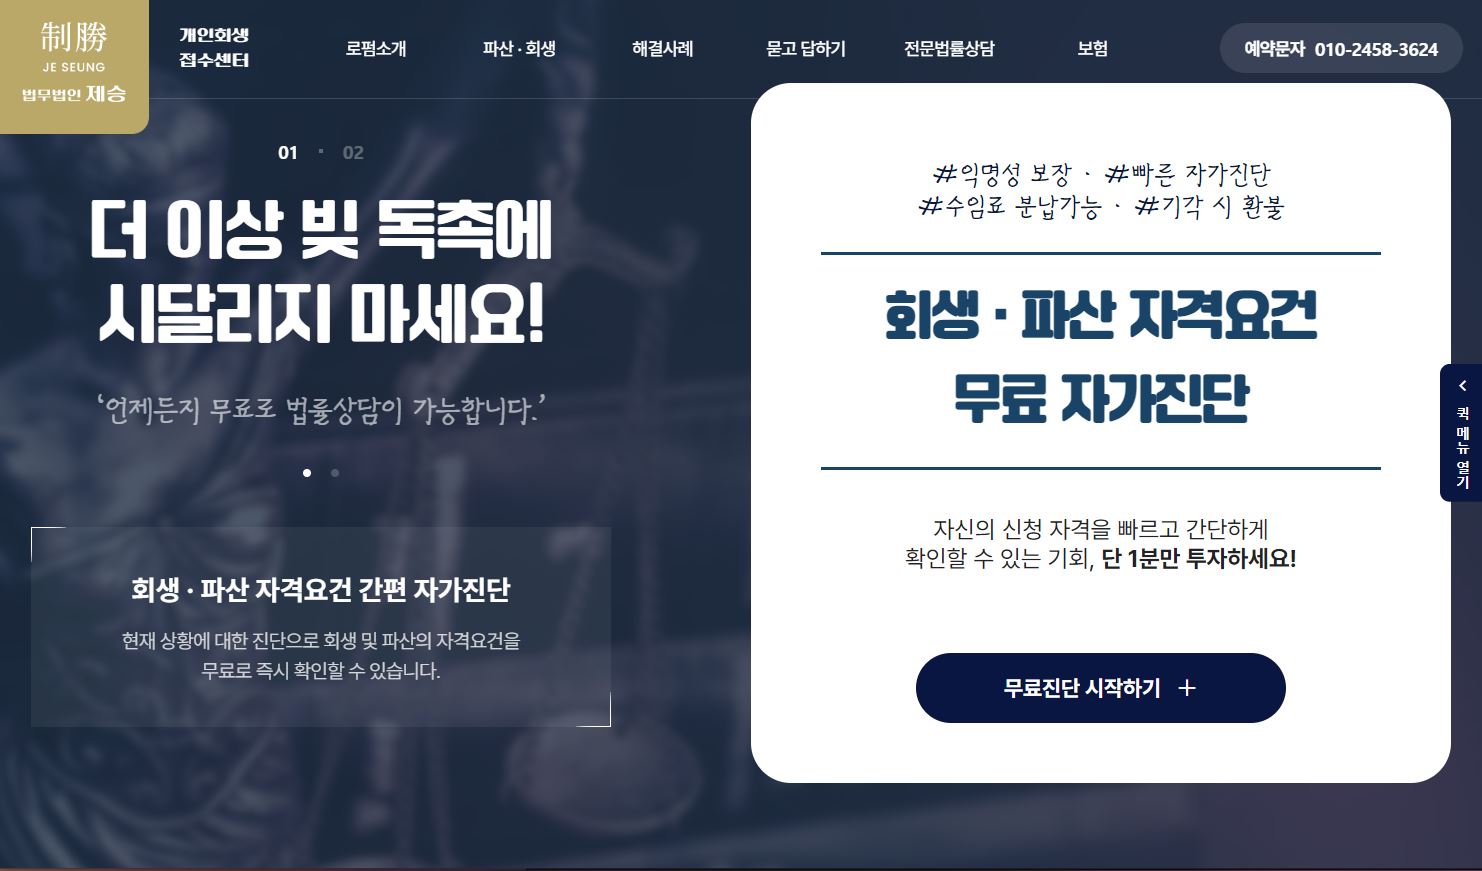 制勝
JE SEUNG
법무법인 제승
개인회생
접수센터
로펌소개
파산 · 회생
해결사례
묻고 답하기
전문법률상담
보험
예약문자 010-2458-3624
01 · 02
더 이상 빚 독촉에
시달리지 마세요!
‘언제든지 무료로 법률상담이 가능합니다.’
회생 · 파산 자격요건 간편 자가진단
현재 상황에 대한 진단으로 회생 및 파산의 자격요건을
무료로 즉시 확인할 수 있습니다.
#익명성 보장 · #빠른 자가진단
#수임료 분납가능 · #기각 시 환불
회생 · 파산 자격요건
무료 자가진단
자신의 신청 자격을 빠르고 간단하게
확인할 수 있는 기회, 단 1분만 투자하세요!
무료진단 시작하기 +
퀵 메뉴 열기